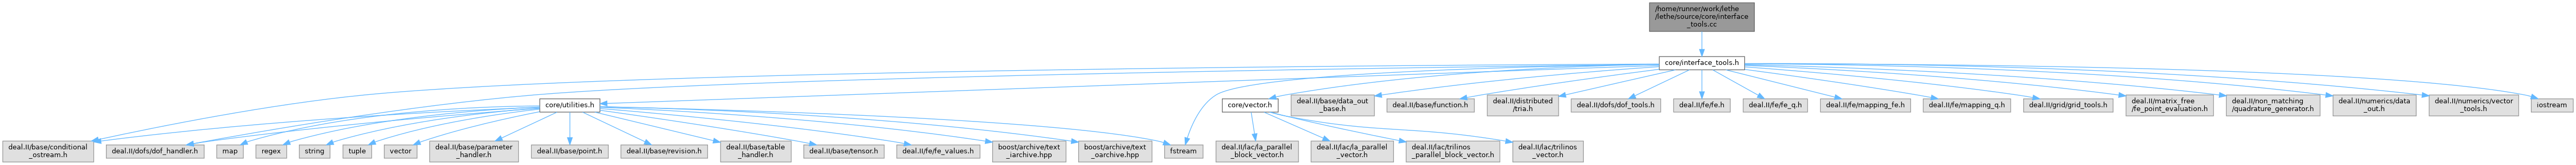 /home/runner/work/lethe
/lethe/source/core/interface
_tools.cc
core/interface_tools.h
core/utilities.h
core/vector.h
deal.II/base/data_out
_base.h
deal.II/base/function.h
deal.II/distributed
/tria.h
deal.II/dofs/dof_tools.h
deal.II/fe/fe.h
deal.II/fe/fe_q.h
deal.II/fe/mapping_fe.h
deal.II/fe/mapping_q.h
deal.II/grid/grid_tools.h
deal.II/matrix_free
/fe_point_evaluation.h
deal.II/non_matching
/quadrature_generator.h
deal.II/numerics/data
_out.h
deal.II/numerics/vector
_tools.h
iostream
deal.II/base/conditional
_ostream.h
deal.II/dofs/dof_handler.h
map
regex
string
tuple
vector
deal.II/base/parameter
_handler.h
deal.II/base/point.h
deal.II/base/revision.h
deal.II/base/table
_handler.h
deal.II/base/tensor.h
deal.II/fe/fe_values.h
boost/archive/text
_iarchive.hpp
boost/archive/text
_oarchive.hpp
fstream
deal.II/lac/la_parallel
_block_vector.h
deal.II/lac/la_parallel
_vector.h
deal.II/lac/trilinos
_parallel_block_vector.h
deal.II/lac/trilinos
_vector.h